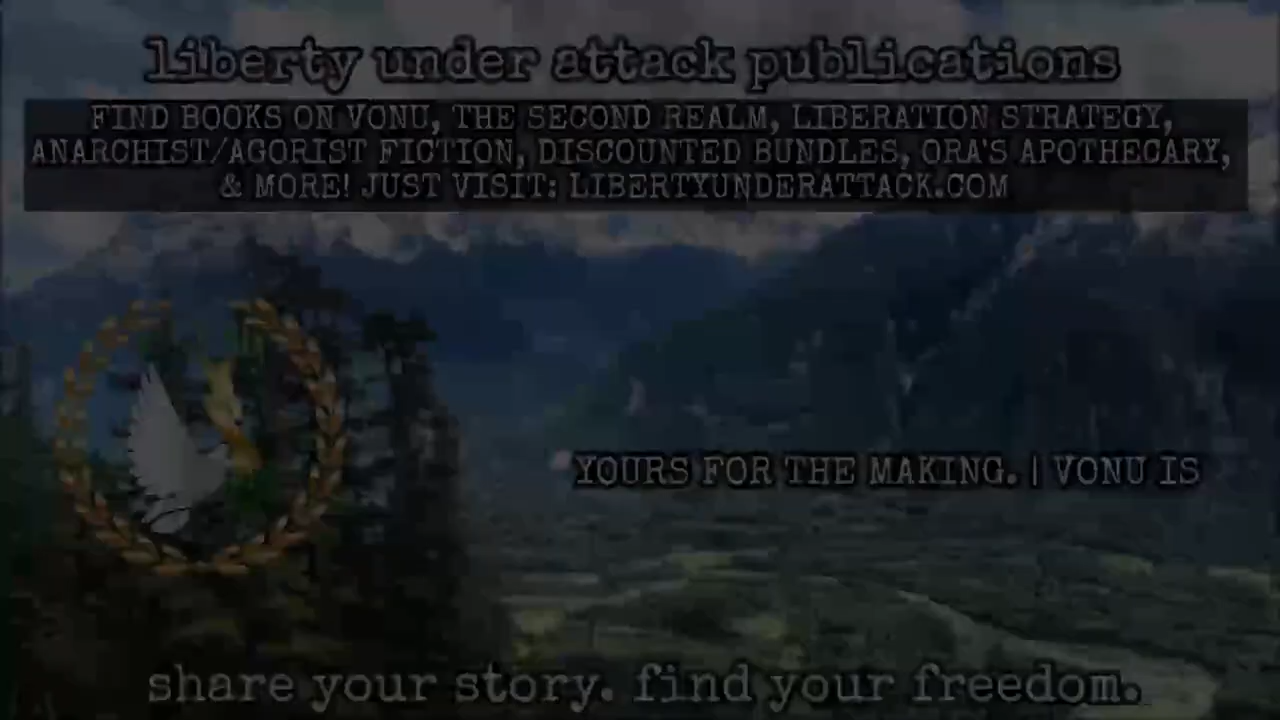 liberty under attack publications
FIND BOOKS ON VONU, THE SECOND REALM, LIBERATION STRATEGY,
ANARCHIST/AGORIST FICTION, DISCOUNTED BUNDLES, ORA'S APOTHECARY,
& MORE! JUST VISIT: LIBERTYUNDERATTACK.COM
YOURS FOR THE MAKING. | VONU IS
share your story. find your freedom.